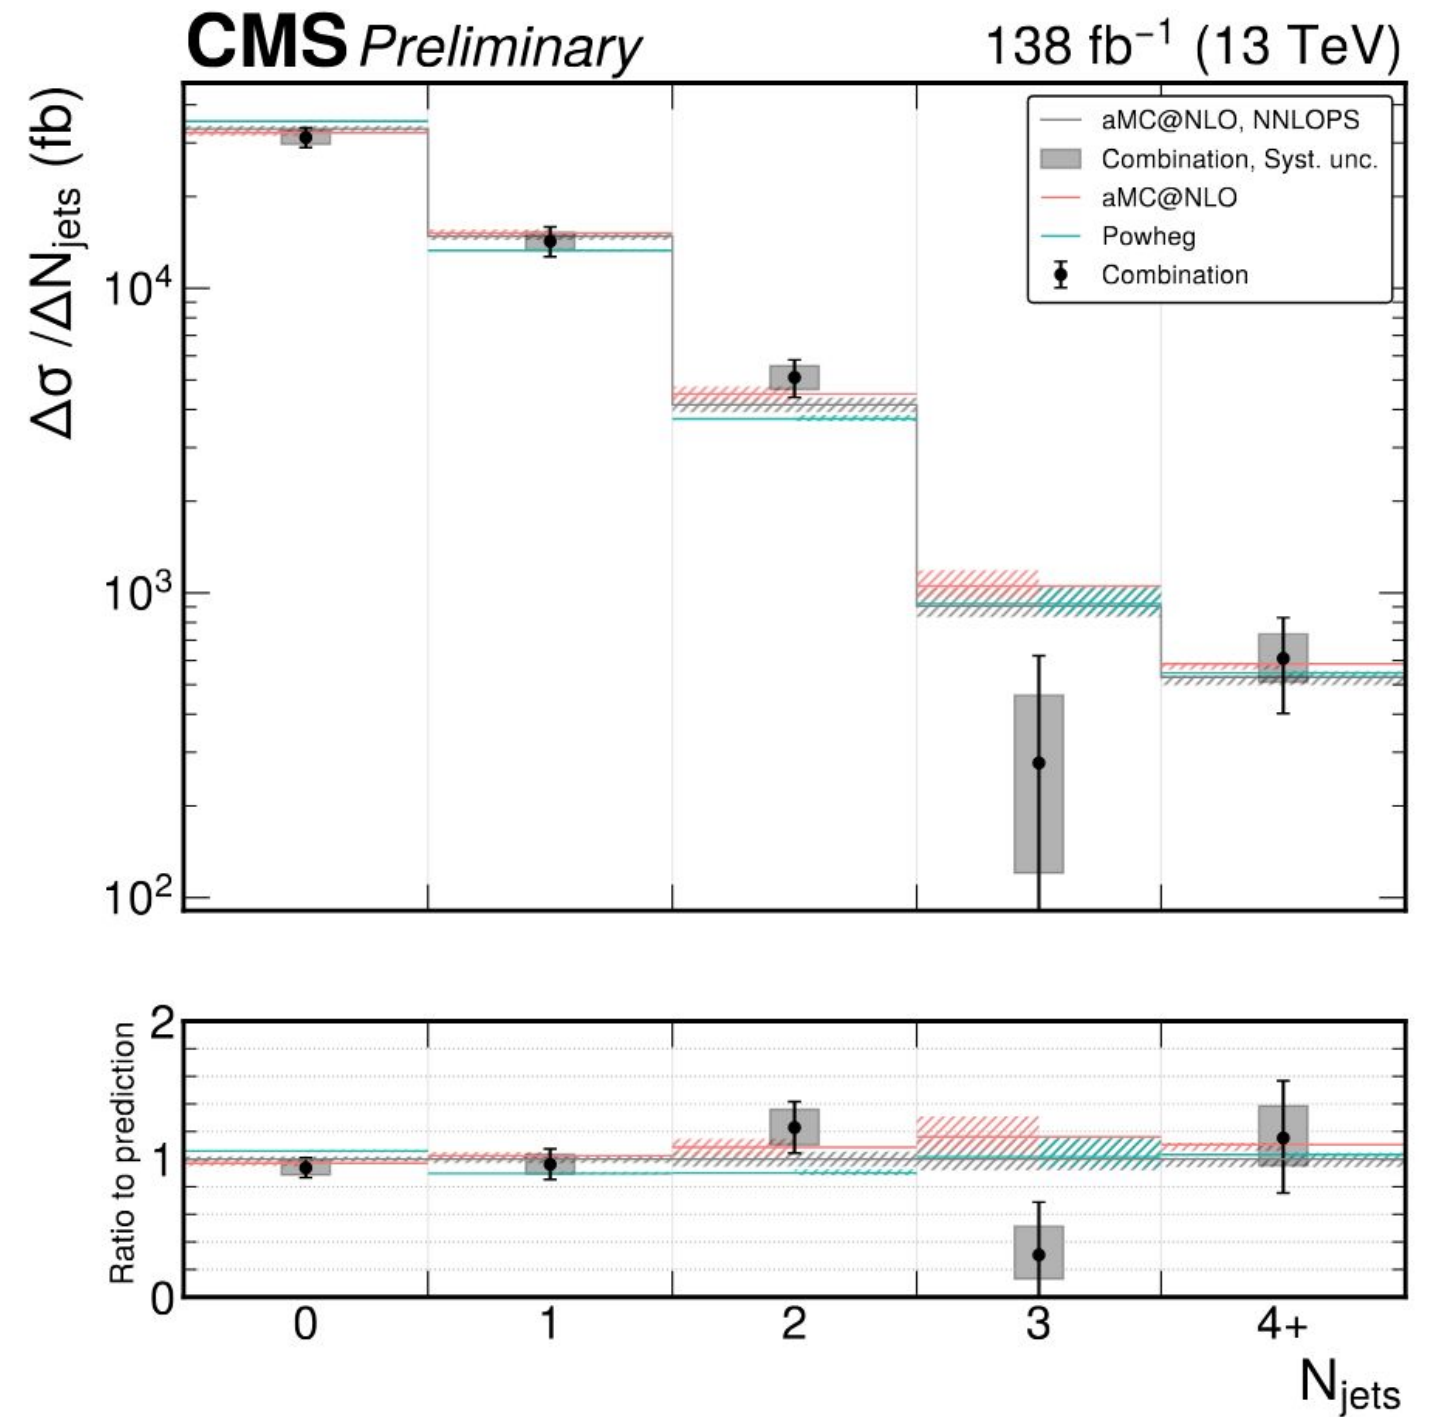 CMS Preliminary 138 fb⁻¹ (13 TeV)
Δσ /ΔN_jets (fb)
aMC@NLO, NNLOPS
Combination, Syst. unc.
aMC@NLO
Powheg
Combination
10⁴
10³
10²
Ratio to prediction
2
1
0
0 1 2 3 4+
N_jets